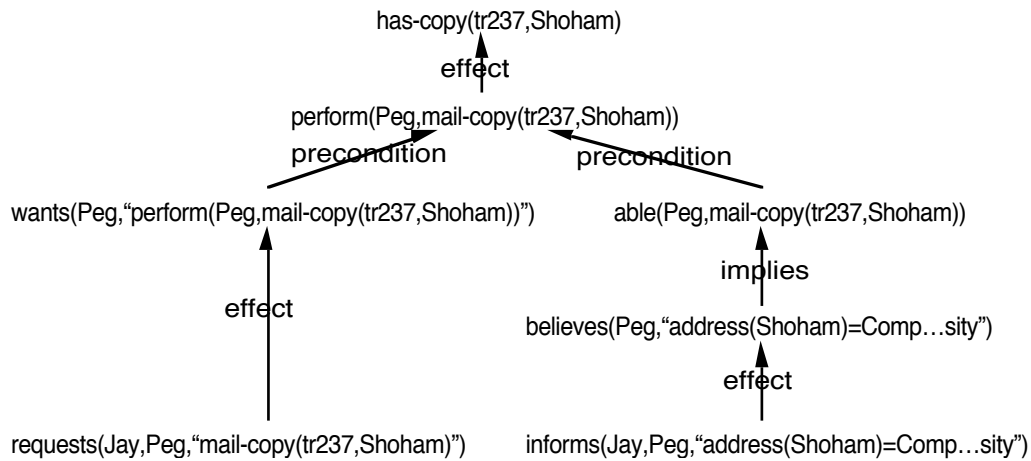 has-copy(tr237,Shoham)
effect
perform(Peg,mail-copy(tr237,Shoham))
precondition
precondition
wants(Peg,“perform(Peg,mail-copy(tr237,Shoham))”)
able(Peg,mail-copy(tr237,Shoham))
effect
implies
believes(Peg,“address(Shoham)=Comp…sity”)
effect
requests(Jay,Peg,“mail-copy(tr237,Shoham)”)
informs(Jay,Peg,“address(Shoham)=Comp…sity”)